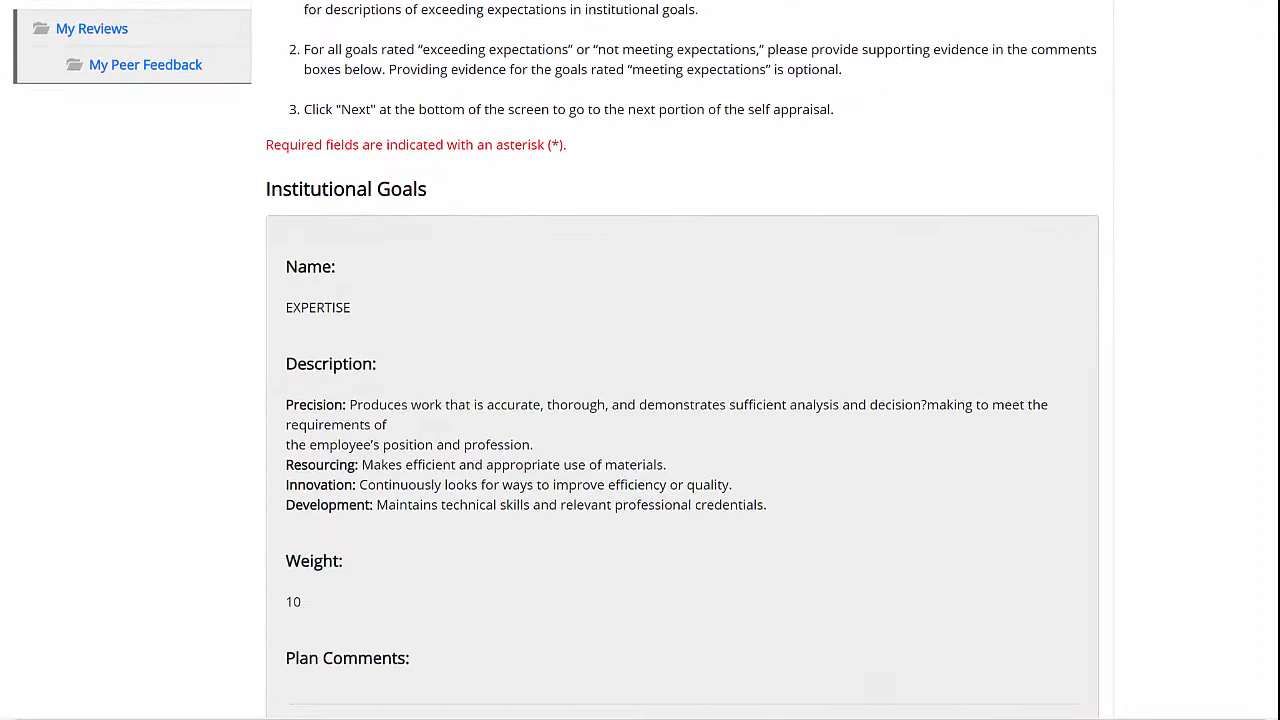 My Reviews
My Peer Feedback
for descriptions of exceeding expectations in institutional goals.
2. For all goals rated “exceeding expectations” or “not meeting expectations,” please provide supporting evidence in the comments
boxes below. Providing evidence for the goals rated “meeting expectations” is optional.
3. Click "Next" at the bottom of the screen to go to the next portion of the self appraisal.
Required fields are indicated with an asterisk (*).
Institutional Goals
Name:
EXPERTISE
Description:
Precision: Produces work that is accurate, thorough, and demonstrates sufficient analysis and decision?making to meet the
requirements of
the employee’s position and profession.
Resourcing: Makes efficient and appropriate use of materials.
Innovation: Continuously looks for ways to improve efficiency or quality.
Development: Maintains technical skills and relevant professional credentials.
Weight:
10
Plan Comments: